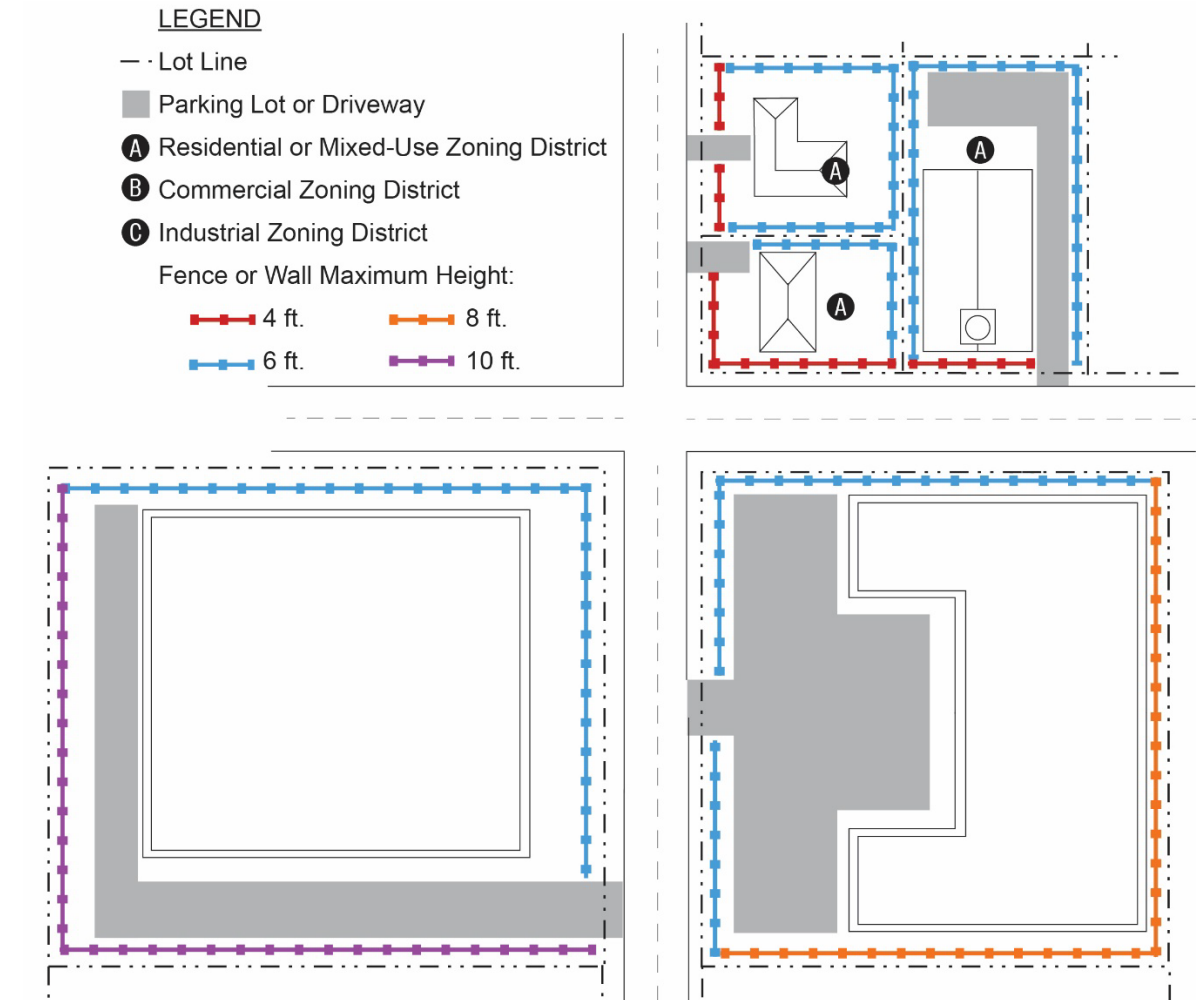 LEGEND
Lot Line
Parking Lot or Driveway
A Residential or Mixed-Use Zoning District
B Commercial Zoning District
C Industrial Zoning District
Fence or Wall Maximum Height:
4 ft. 8 ft.
6 ft. 10 ft.
A
A
A